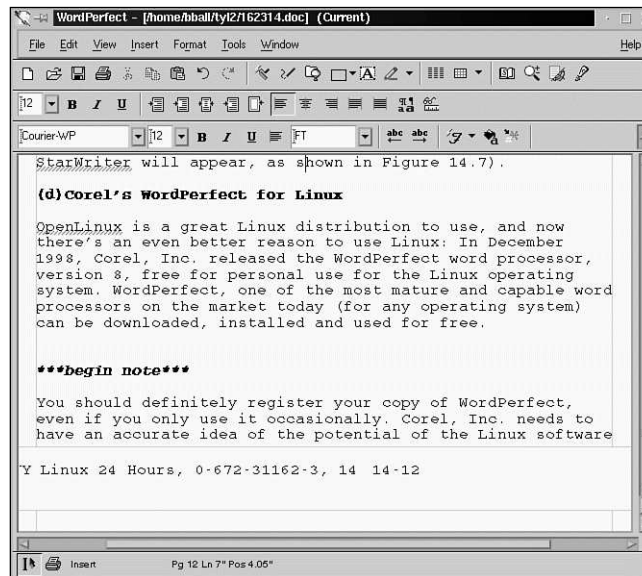 WordPerfect - [/home/bball/tyl2/162314.doc] (Current)
File Edit View Insert Format Tools Window Help
12 B I U
Courier-WP 12 B I U FT abc abc
StarWriter will appear, as shown in Figure 14.7).
{d}Corel's WordPerfect for Linux
OpenLinux is a great Linux distribution to use, and now
there's an even better reason to use Linux: In December
1998, Corel, Inc. released the WordPerfect word processor,
version 8, free for personal use for the Linux operating
system. WordPerfect, one of the most mature and capable word
processors on the market today (for any operating system)
can be downloaded, installed and used for free.
***begin note***
You should definitely register your copy of WordPerfect,
even if you only use it occasionally. Corel, Inc. needs to
have an accurate idea of the potential of the Linux software
Y Linux 24 Hours, 0-672-31162-3, 14 14-12
Insert Pg 12 Ln 7" Pos 4.05"